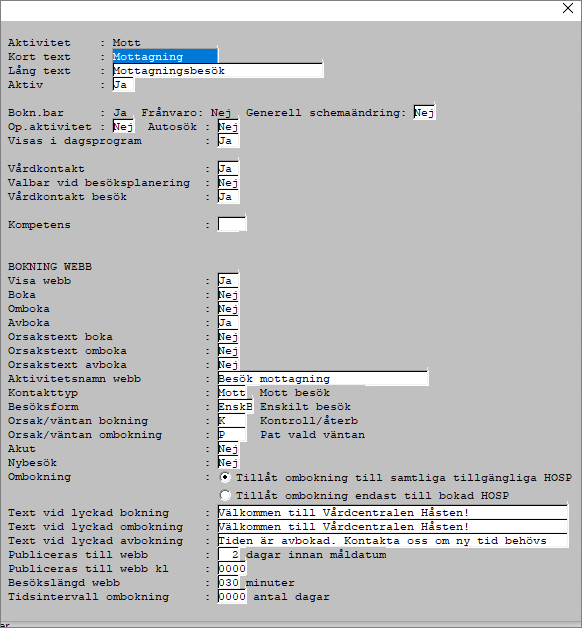 Aktivitet : Mott
Kort text : Mottagning
Lång text : Mottagningsbesök
Aktiv : Ja
Bokn.bar : Ja Frånvaro: Nej Generell schemaändring: Nej
Op.aktivitet : Nej Autosök : Nej
Visas i dagsprogram : Ja
Vårdkontakt : Ja
Valbar vid besöksplanering : Nej
Vårdkontakt besök : Ja
Kompetens :
BOKNING WEBB
Visa webb : Ja
Boka : Nej
Omboka : Nej
Avboka : Ja
Orsakstext boka : Nej
Orsakstext omboka : Nej
Orsakstext avboka : Nej
Aktivitetsnamn webb : Besök mottagning
Kontakttyp : Mott Mott besök
Besöksform : EnskB Enskilt besök
Orsak/väntan bokning : K Kontroll/återb
Orsak/väntan ombokning : P Pat vald väntan
Akut : Nej
Nybesök : Nej
Ombokning : Tillåt ombokning till samtliga tillgängliga HOSP
Tillåt ombokning endast till bokad HOSP
Text vid lyckad bokning : Välkommen till Vårdcentralen Håsten!
Text vid lyckad ombokning : Välkommen till Vårdcentralen Håsten!
Text vid lyckad avbokning : Tiden är avbokad. Kontakta oss om ny tid behövs
Publiceras till webb : 2 dagar innan måldatum
Publiceras till webb kl : 0000
Besökslängd webb : 030 minuter
Tidsintervall ombokning : 0000 antal dagar